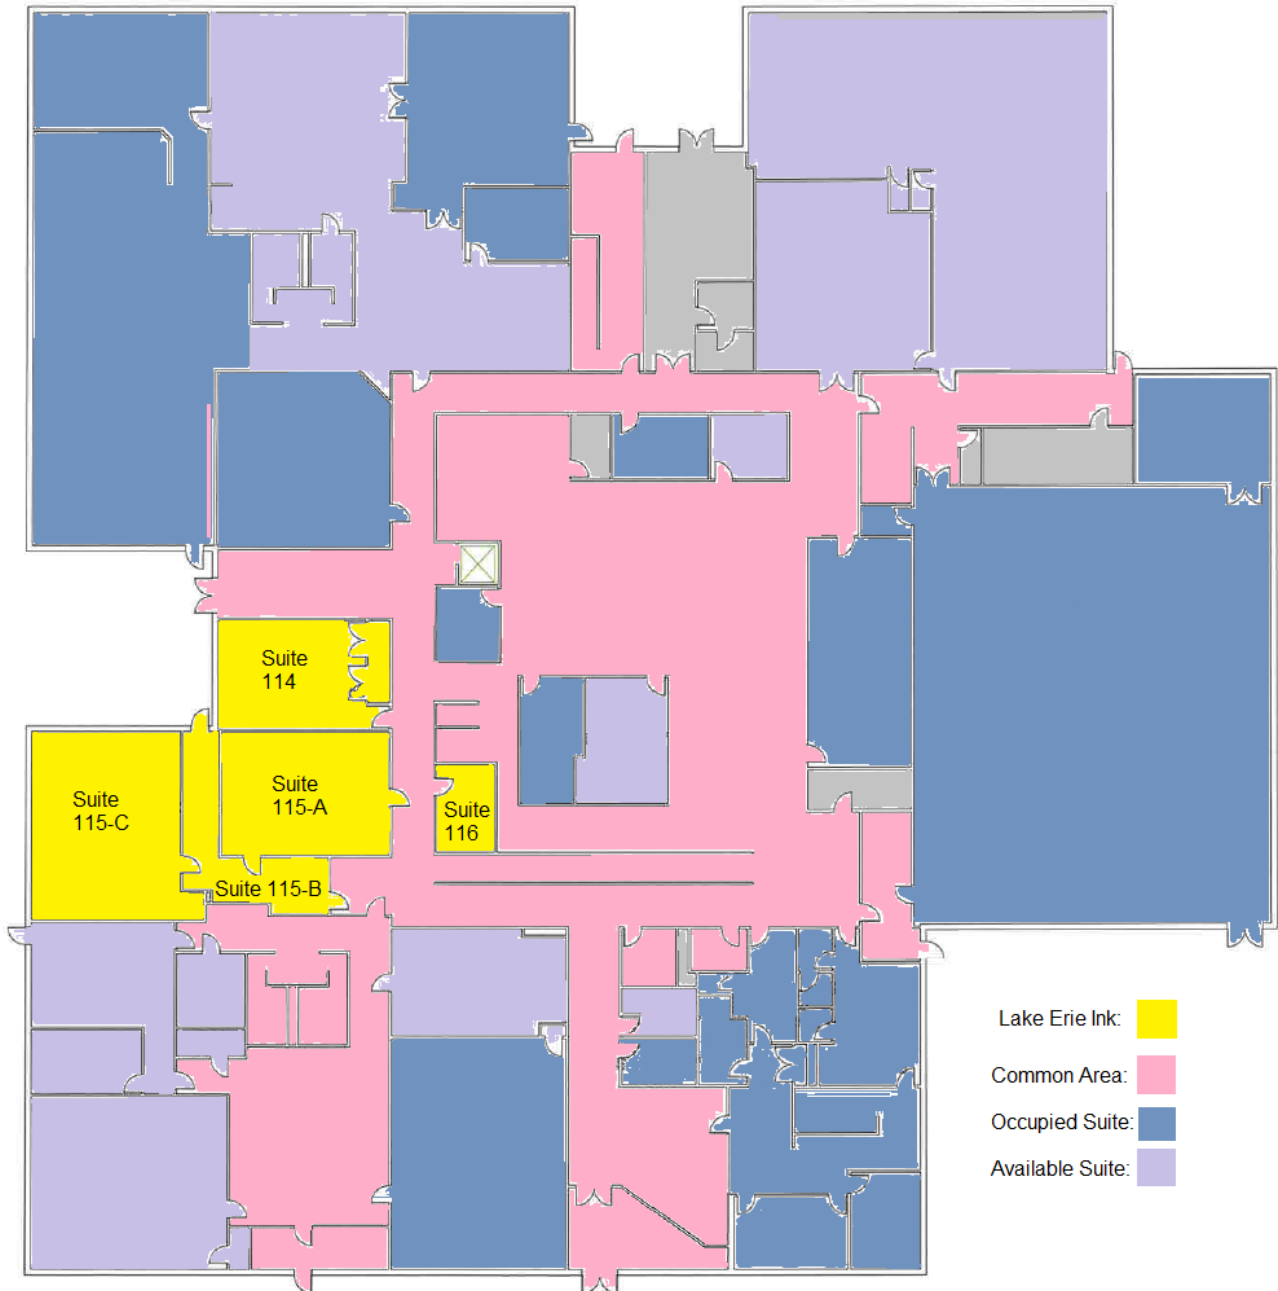 Suite
114
Suite
115-A
Suite
115-C
Suite
116
Suite 115-B
Lake Erie Ink:
Common Area:
Occupied Suite:
Available Suite: